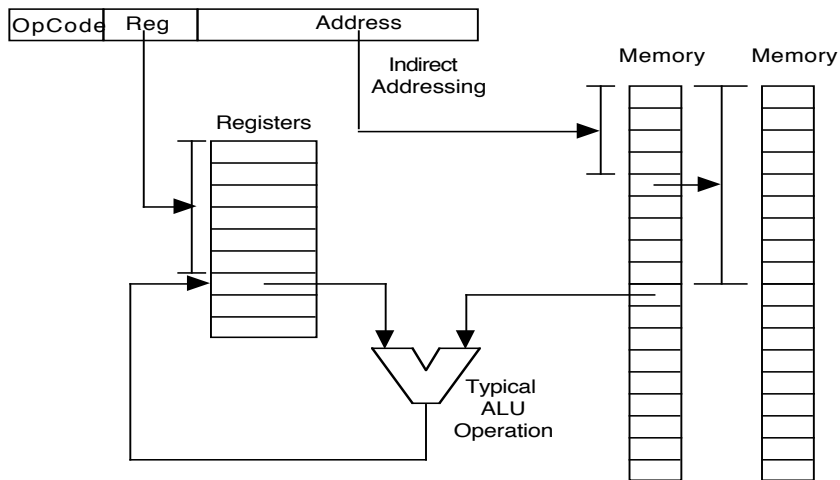 OpCode Reg Address
Indirect
Addressing
Memory Memory
Registers
Typical
ALU
Operation